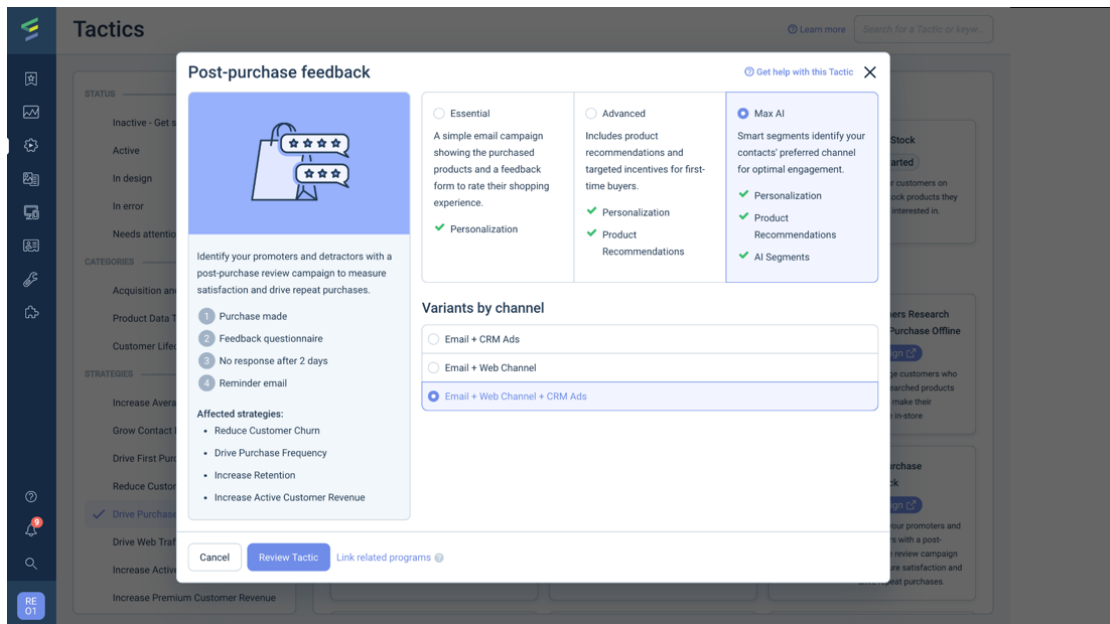 Tactics
Learn more
Search for a Tactic or keyw...
STATUS
Inactive - Get s
Active
In design
In error
Needs attentio
CATEGORIES
Acquisition an
Product Data T
Customer Lifec
STRATEGIES
Increase Avera
Grow Contact
Drive First Purc
Reduce Custor
Drive Purchase
Drive Web Traf
Increase Active
Increase Premium Customer Revenue
9
RE
01
Post-purchase feedback
Get help with this Tactic
Identify your promoters and detractors with a
post-purchase review campaign to measure
satisfaction and drive repeat purchases.
1 Purchase made
2 Feedback questionnaire
3 No response after 2 days
4 Reminder email
Affected strategies:
• Reduce Customer Churn
• Drive Purchase Frequency
• Increase Retention
• Increase Active Customer Revenue
Essential
A simple email campaign
showing the purchased
products and a feedback
form to rate their shopping
experience.
Personalization
Advanced
Includes product
recommendations and
targeted incentives for first-
time buyers.
Personalization
Product
Recommendations
Max AI
Smart segments identify your
contacts' preferred channel
for optimal engagement.
Personalization
Product
Recommendations
AI Segments
Variants by channel
Email + CRM Ads
Email + Web Channel
Email + Web Channel + CRM Ads
Cancel
Review Tactic
Link related programs
Stock
arted
r customers on
ock products they
interested in.
ers Research
Purchase Offline
gn
ge customers who
earched products
make their
in-store
rchase
ck
gn
our promoters and
s with a post-
review campaign
re satisfaction and
repeat purchases.